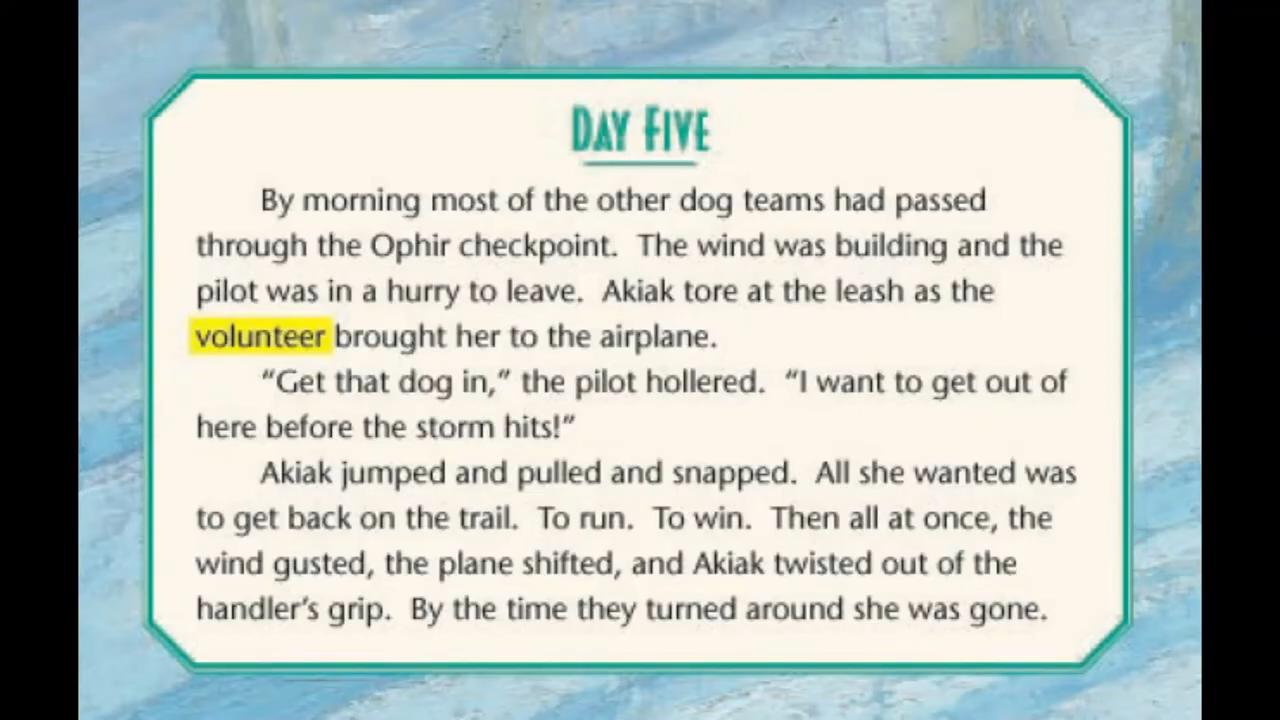 DAY FIVE
By morning most of the other dog teams had passed
through the Ophir checkpoint. The wind was building and the
pilot was in a hurry to leave. Akiak tore at the leash as the
volunteer brought her to the airplane.
“Get that dog in,” the pilot hollered. “I want to get out of
here before the storm hits!”
Akiak jumped and pulled and snapped. All she wanted was
to get back on the trail. To run. To win. Then all at once, the
wind gusted, the plane shifted, and Akiak twisted out of the
handler’s grip. By the time they turned around she was gone.